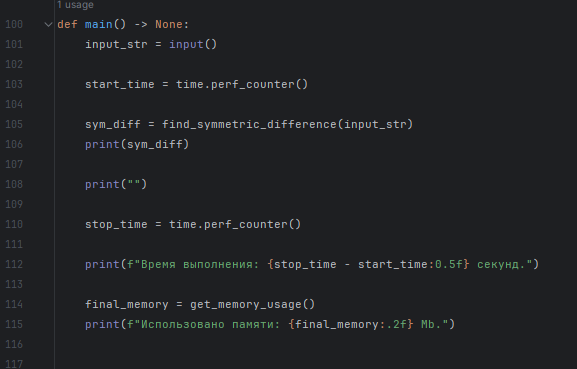 1 usage
100 def main() -> None:
101     input_str = input()
102
103     start_time = time.perf_counter()
104
105     sym_diff = find_symmetric_difference(input_str)
106     print(sym_diff)
107
108     print("")
109
110     stop_time = time.perf_counter()
111
112     print(f"Время выполнения: {stop_time - start_time:0.5f} секунд.")
113
114     final_memory = get_memory_usage()
115     print(f"Использовано памяти: {final_memory:.2f} Mb.")
116
117